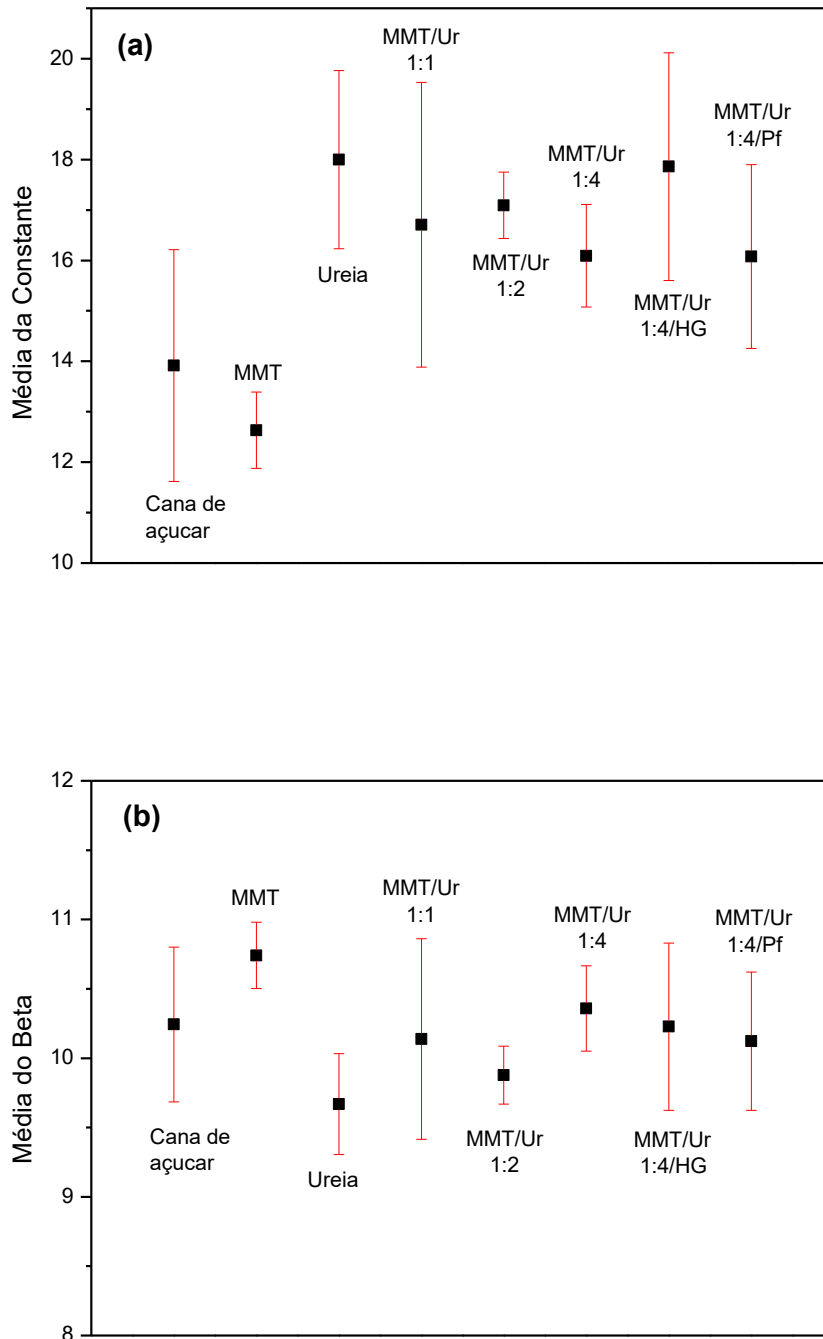 (a)
Média da Constante
20
18
16
14
12
10
Cana de
açucar
MMT
Ureia
MMT/Ur
1:1
MMT/Ur
1:2
MMT/Ur
1:4
MMT/Ur
1:4/HG
MMT/Ur
1:4/Pf
(b)
Média do Beta
12
11
10
9
8
Cana de
açucar
MMT
Ureia
MMT/Ur
1:1
MMT/Ur
1:2
MMT/Ur
1:4
MMT/Ur
1:4/HG
MMT/Ur
1:4/Pf